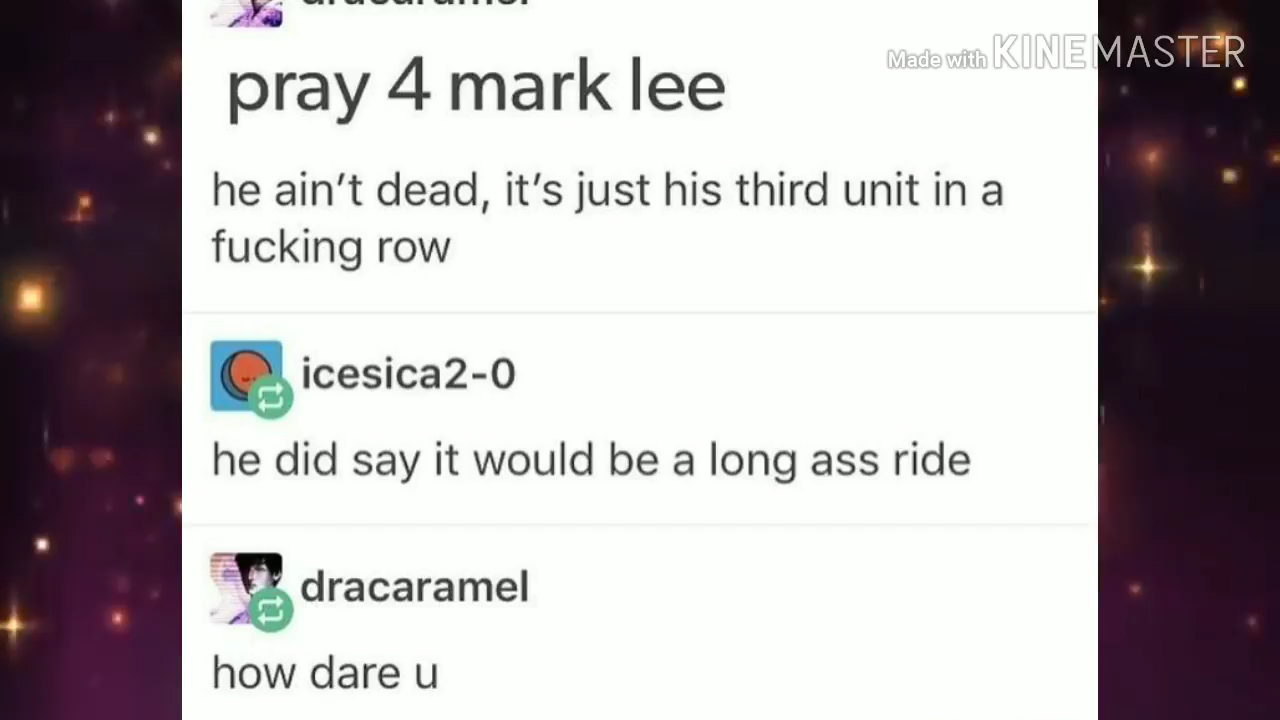 dracaramel
Made with KINEMASTER
pray 4 mark lee
he ain’t dead, it’s just his third unit in a
fucking row
icesica2-0
he did say it would be a long ass ride
dracaramel
how dare u